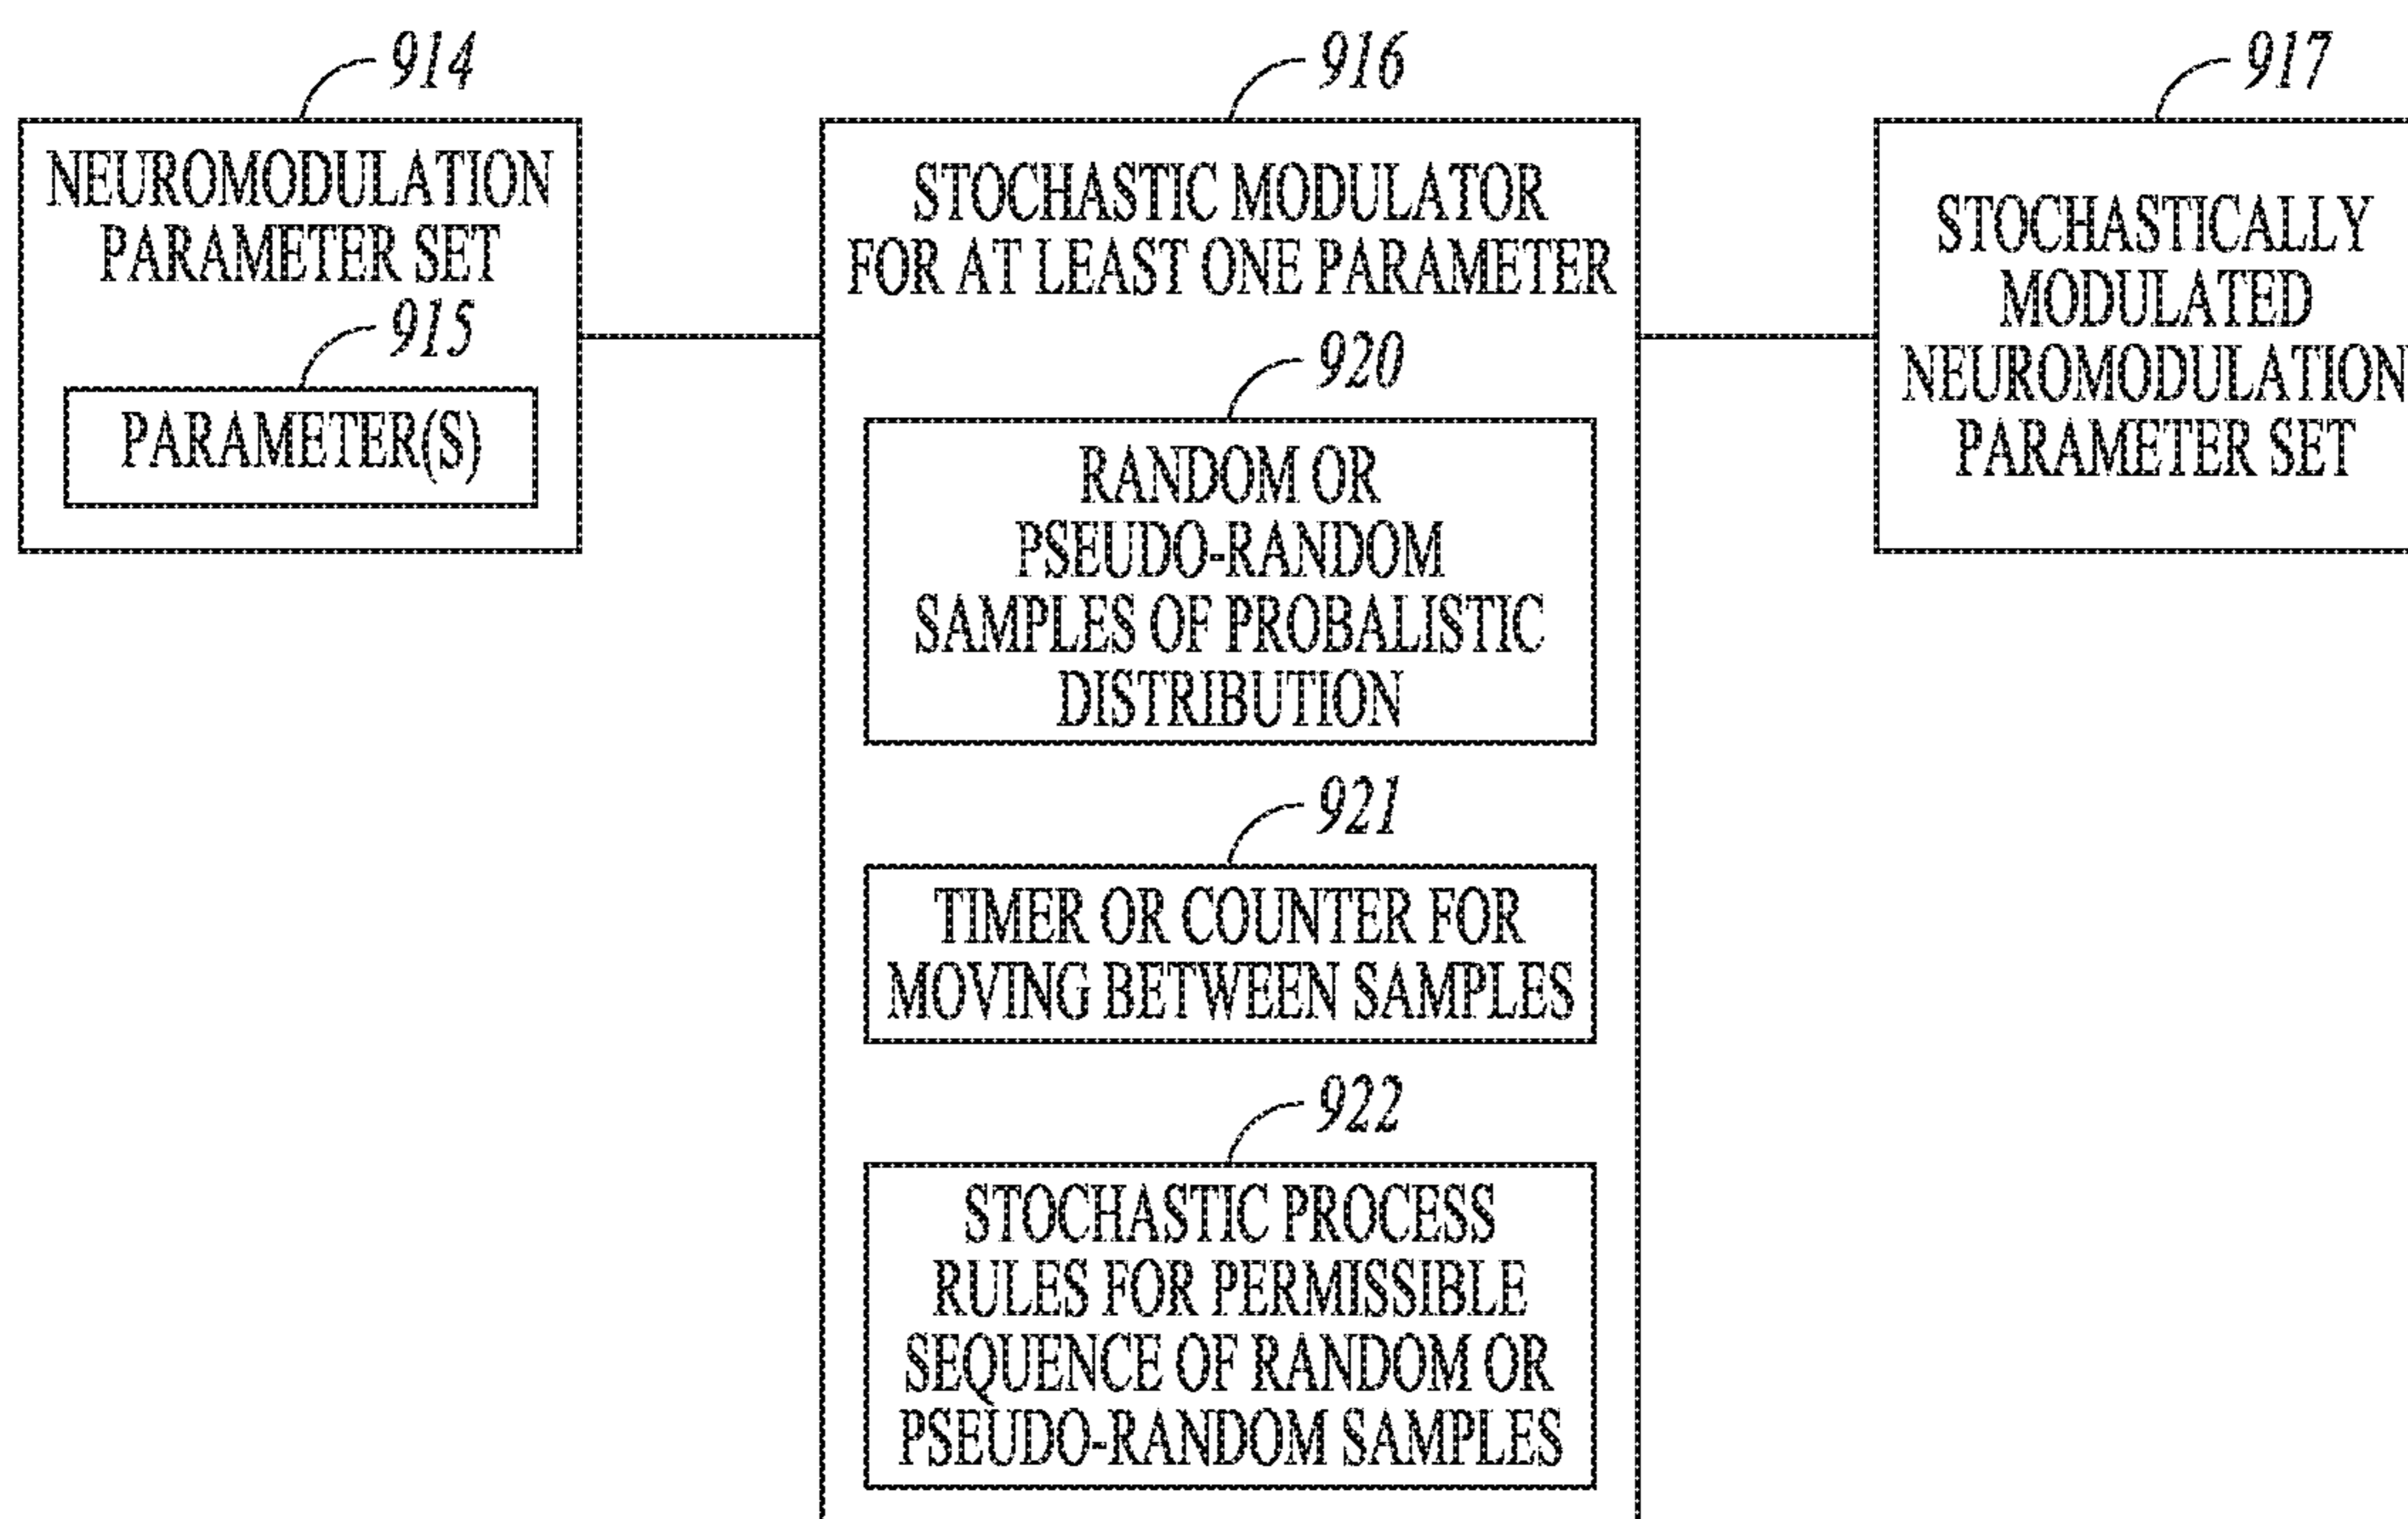 914
NEUROMODULATION
PARAMETER SET
915
PARAMETER(S)
916
STOCHASTIC MODULATOR
FOR AT LEAST ONE PARAMETER
920
RANDOM OR
PSEUDO-RANDOM
SAMPLES OF PROBALISTIC
DISTRIBUTION
921
TIMER OR COUNTER FOR
MOVING BETWEEN SAMPLES
922
STOCHASTIC PROCESS
RULES FOR PERMISSIBLE
SEQUENCE OF RANDOM OR
PSEUDO-RANDOM SAMPLES
917
STOCHASTICALLY
MODULATED
NEUROMODULATION
PARAMETER SET